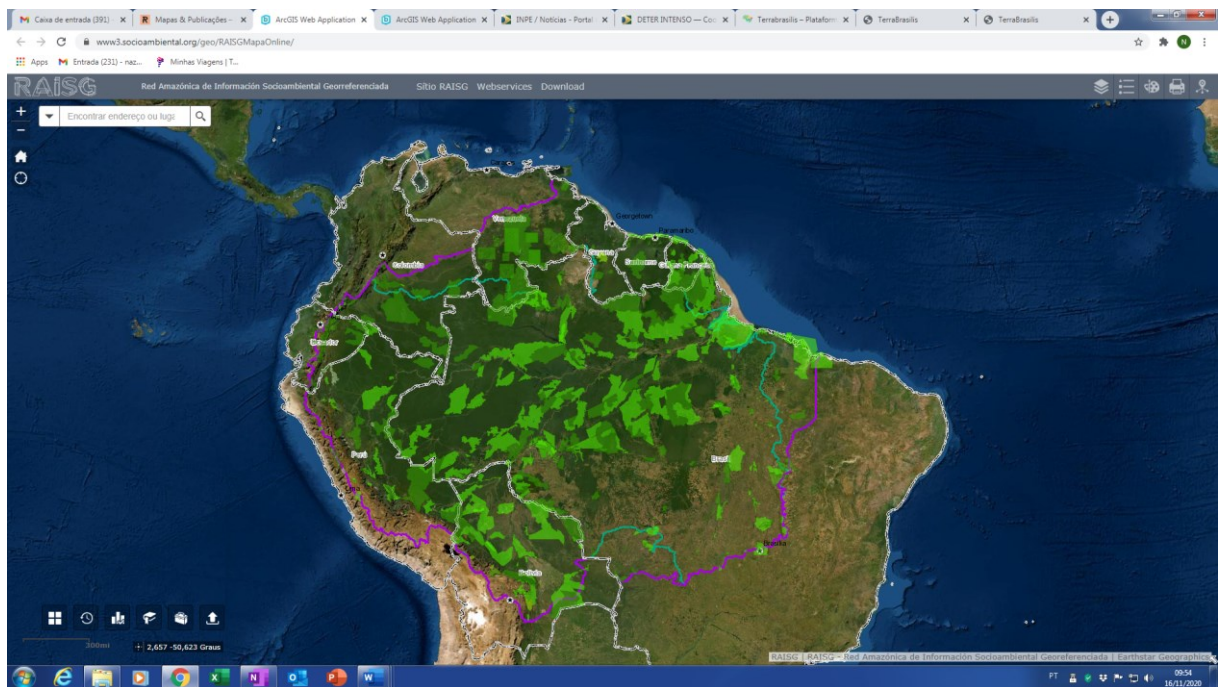 Caixa de entrada (391) -
Mapas & Publicações –
ArcGIS Web Application
ArcGIS Web Application
INPE / Notícias - Portal
DETER INTENSO — Co
Terrabrasilis – Plataform
TerraBrasilis
TerraBrasilis
www3.socioambiental.org/geo/RAISGMapaOnline/
Apps
Entrada (231) - naz...
Minhas Viagens | T...
RAISG
Red Amazónica de Información Socioambiental Georreferenciada
Sítio RAISG
Webservices
Download
Encontrar endereço ou luga
Venezuela
Georgetown
Paramaribo
Guyana
Suriname
Colombia
Ecuador
Perú
Lima
Brasil
Brasília
Bolivia
300mi
2,657 -50,623 Graus
RAISG | RAISG - Red Amazónica de Información Socioambiental Georeferenciada | Earthstar Geographics
PT
09:54
16/11/2020